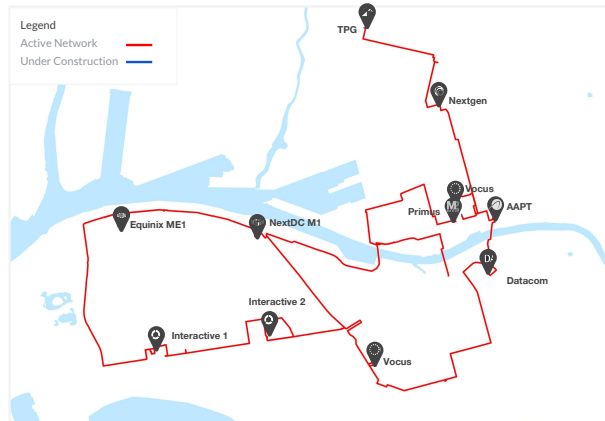 Legend
Active Network
Under Construction
TPG
Nextgen
Vocus
Primus
AAPT
Equinix ME1
NextDC M1
Datacom
Interactive 2
Interactive 1
Vocus